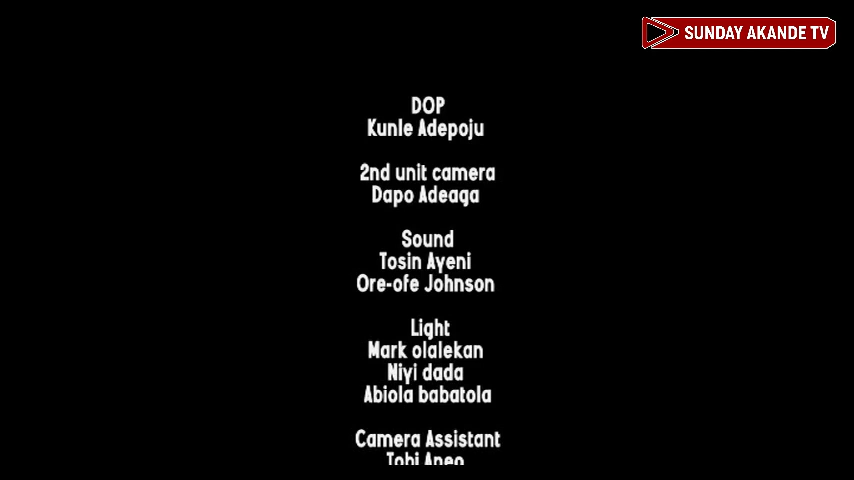 SUNDAY AKANDE TV
DOP
Kunle Adepoju
2nd unit camera
Dapo Adeaga
Sound
Tosin Ayeni
Ore-ofe Johnson
Light
Mark olalekan
Niyi dada
Abiola babatola
Camera Assistant
Tobi